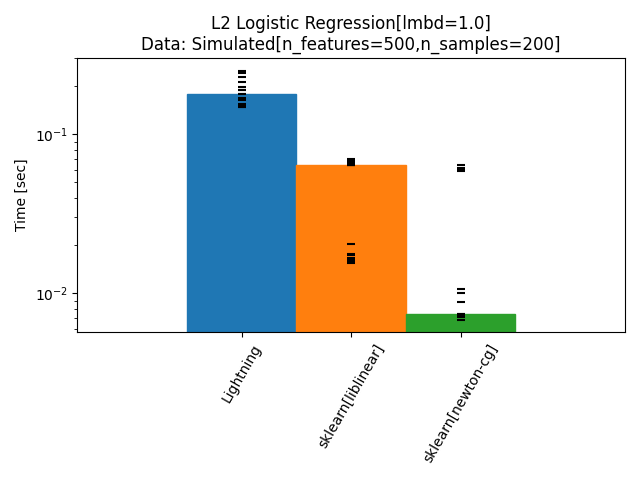 L2 Logistic Regression[lmbd=1.0]
Data: Simulated[n_features=500,n_samples=200]
Time [sec]
10⁻¹
10⁻²
Lightning
sklearn[liblinear]
sklearn[newton-cg]